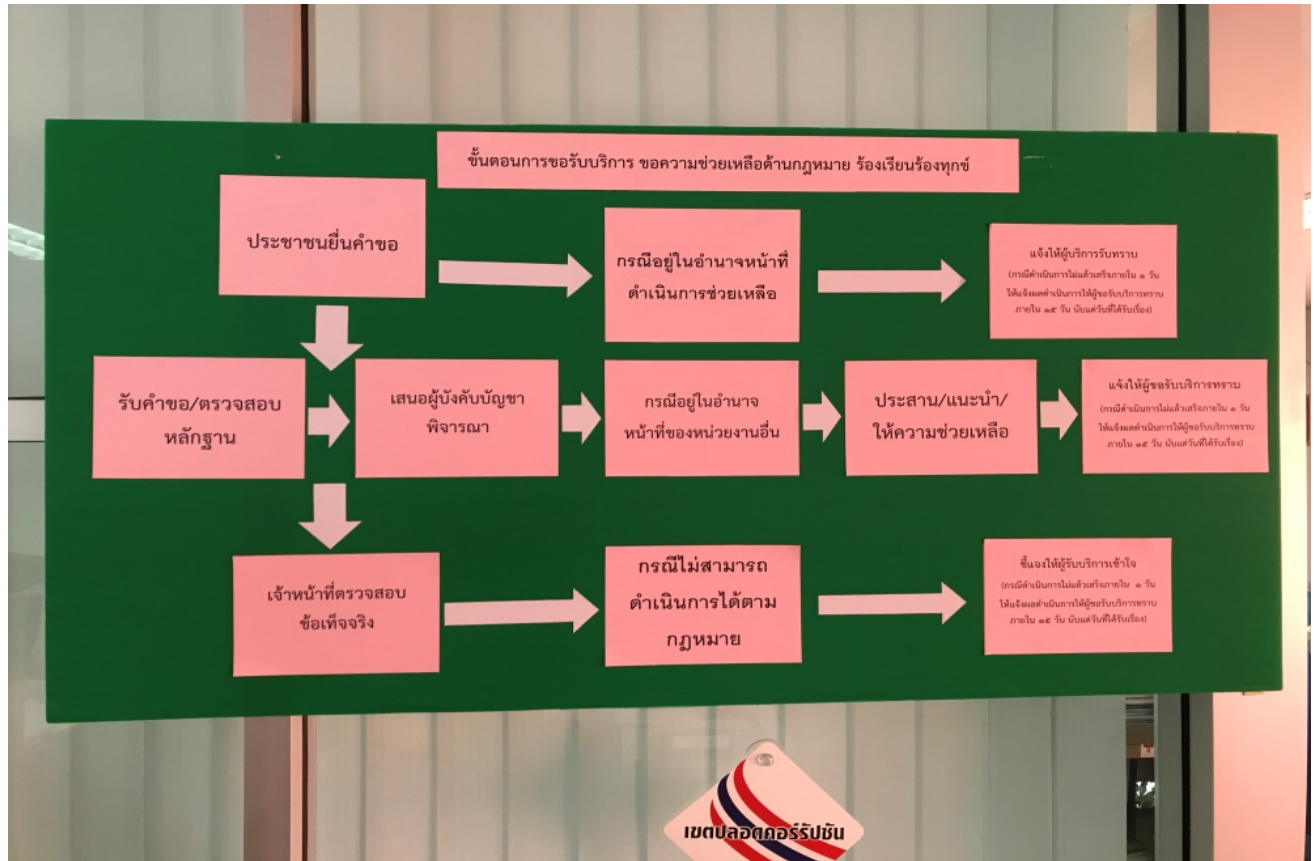 ขั้นตอนการขอรับบริการ ขอความช่วยเหลือด้านกฎหมาย ร้องเรียนร้องทุกข์
ประชาชนยื่นคำขอ
กรณีอยู่ในอำนาจหน้าที่
ดำเนินการช่วยเหลือ
แจ้งให้ผู้บริการรับทราบ
(กรณีดำเนินการไม่แล้วเสร็จภายใน ๑ วัน
ให้แจ้งผลดำเนินการให้ผู้ขอรับบริการทราบ
ภายใน ๑๕ วัน นับแต่วันที่ได้รับเรื่อง)
รับคำขอ/ตรวจสอบ
หลักฐาน
เสนอผู้บังคับบัญชา
พิจารณา
กรณีอยู่ในอำนาจ
หน้าที่ของหน่วยงานอื่น
ประสาน/แนะนำ/
ให้ความช่วยเหลือ
แจ้งให้ผู้ขอรับบริการทราบ
(กรณีดำเนินการไม่แล้วเสร็จภายใน ๑ วัน
ให้แจ้งผลดำเนินการให้ผู้ขอรับบริการทราบ
ภายใน ๑๕ วัน นับแต่วันที่ได้รับเรื่อง)
เจ้าหน้าที่ตรวจสอบ
ข้อเท็จจริง
กรณีไม่สามารถ
ดำเนินการได้ตาม
กฎหมาย
ชี้แจงให้ผู้รับบริการเข้าใจ
(กรณีดำเนินการไม่แล้วเสร็จภายใน ๑ วัน
ให้แจ้งผลดำเนินการให้ผู้ขอรับบริการทราบ
ภายใน ๑๕ วัน นับแต่วันที่ได้รับเรื่อง)
เขตปลอดคอร์รัปชัน